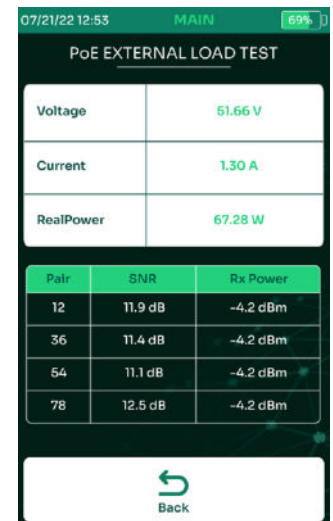 07/21/22 12:53 MAIN 69%
PoE EXTERNAL LOAD TEST
Voltage 51.66 V
Current 1.30 A
RealPower 67.28 W
Pair SNR Rx Power
12 11.9 dB -4.2 dBm
36 11.4 dB -4.2 dBm
54 11.1 dB -4.2 dBm
78 12.5 dB -4.2 dBm
Back